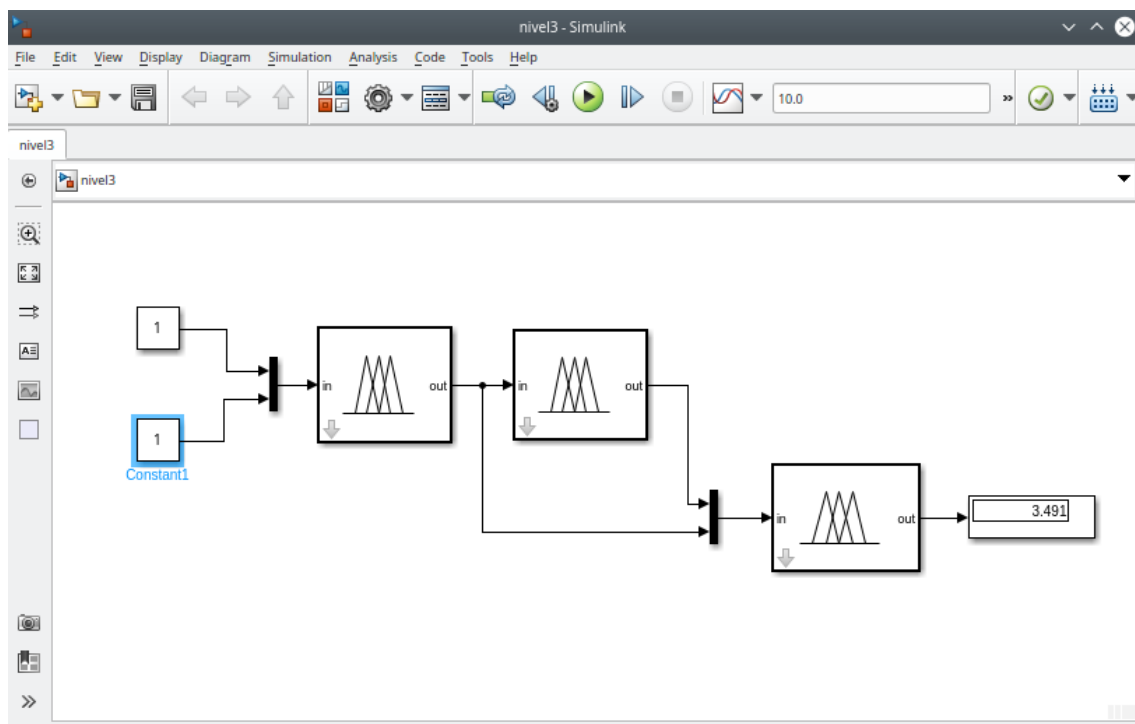 nivel3 - Simulink
File Edit View Display Diagram Simulation Analysis Code Tools Help
10.0 »
nivel3
nivel3
1
in out
in out
1
Constant1
in out
3.491